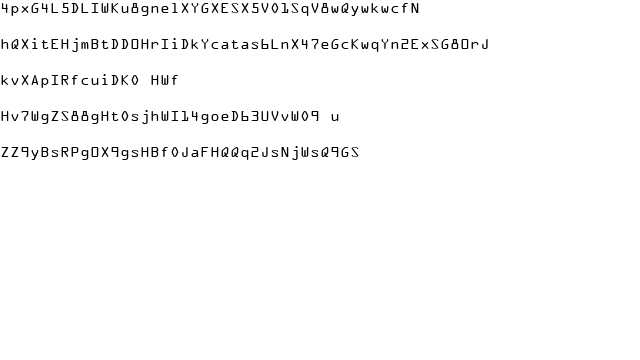 4pxG4L5DLIWKu8gnelXYGXESX5V01SqV8wQywkwcfN
hQXitEHjmBtDDOHrIiDkYcatas6LnX47eGcKwqYn2ExSG8OrJ
kvXApIRfcuiDK0 HWf
Hv7WgZS88gHt0sjhWI14goeD63UVvW09 u
ZZ9yBsRPgOX9gsHBf0JaFHQQq2JsNjWsQ9GS